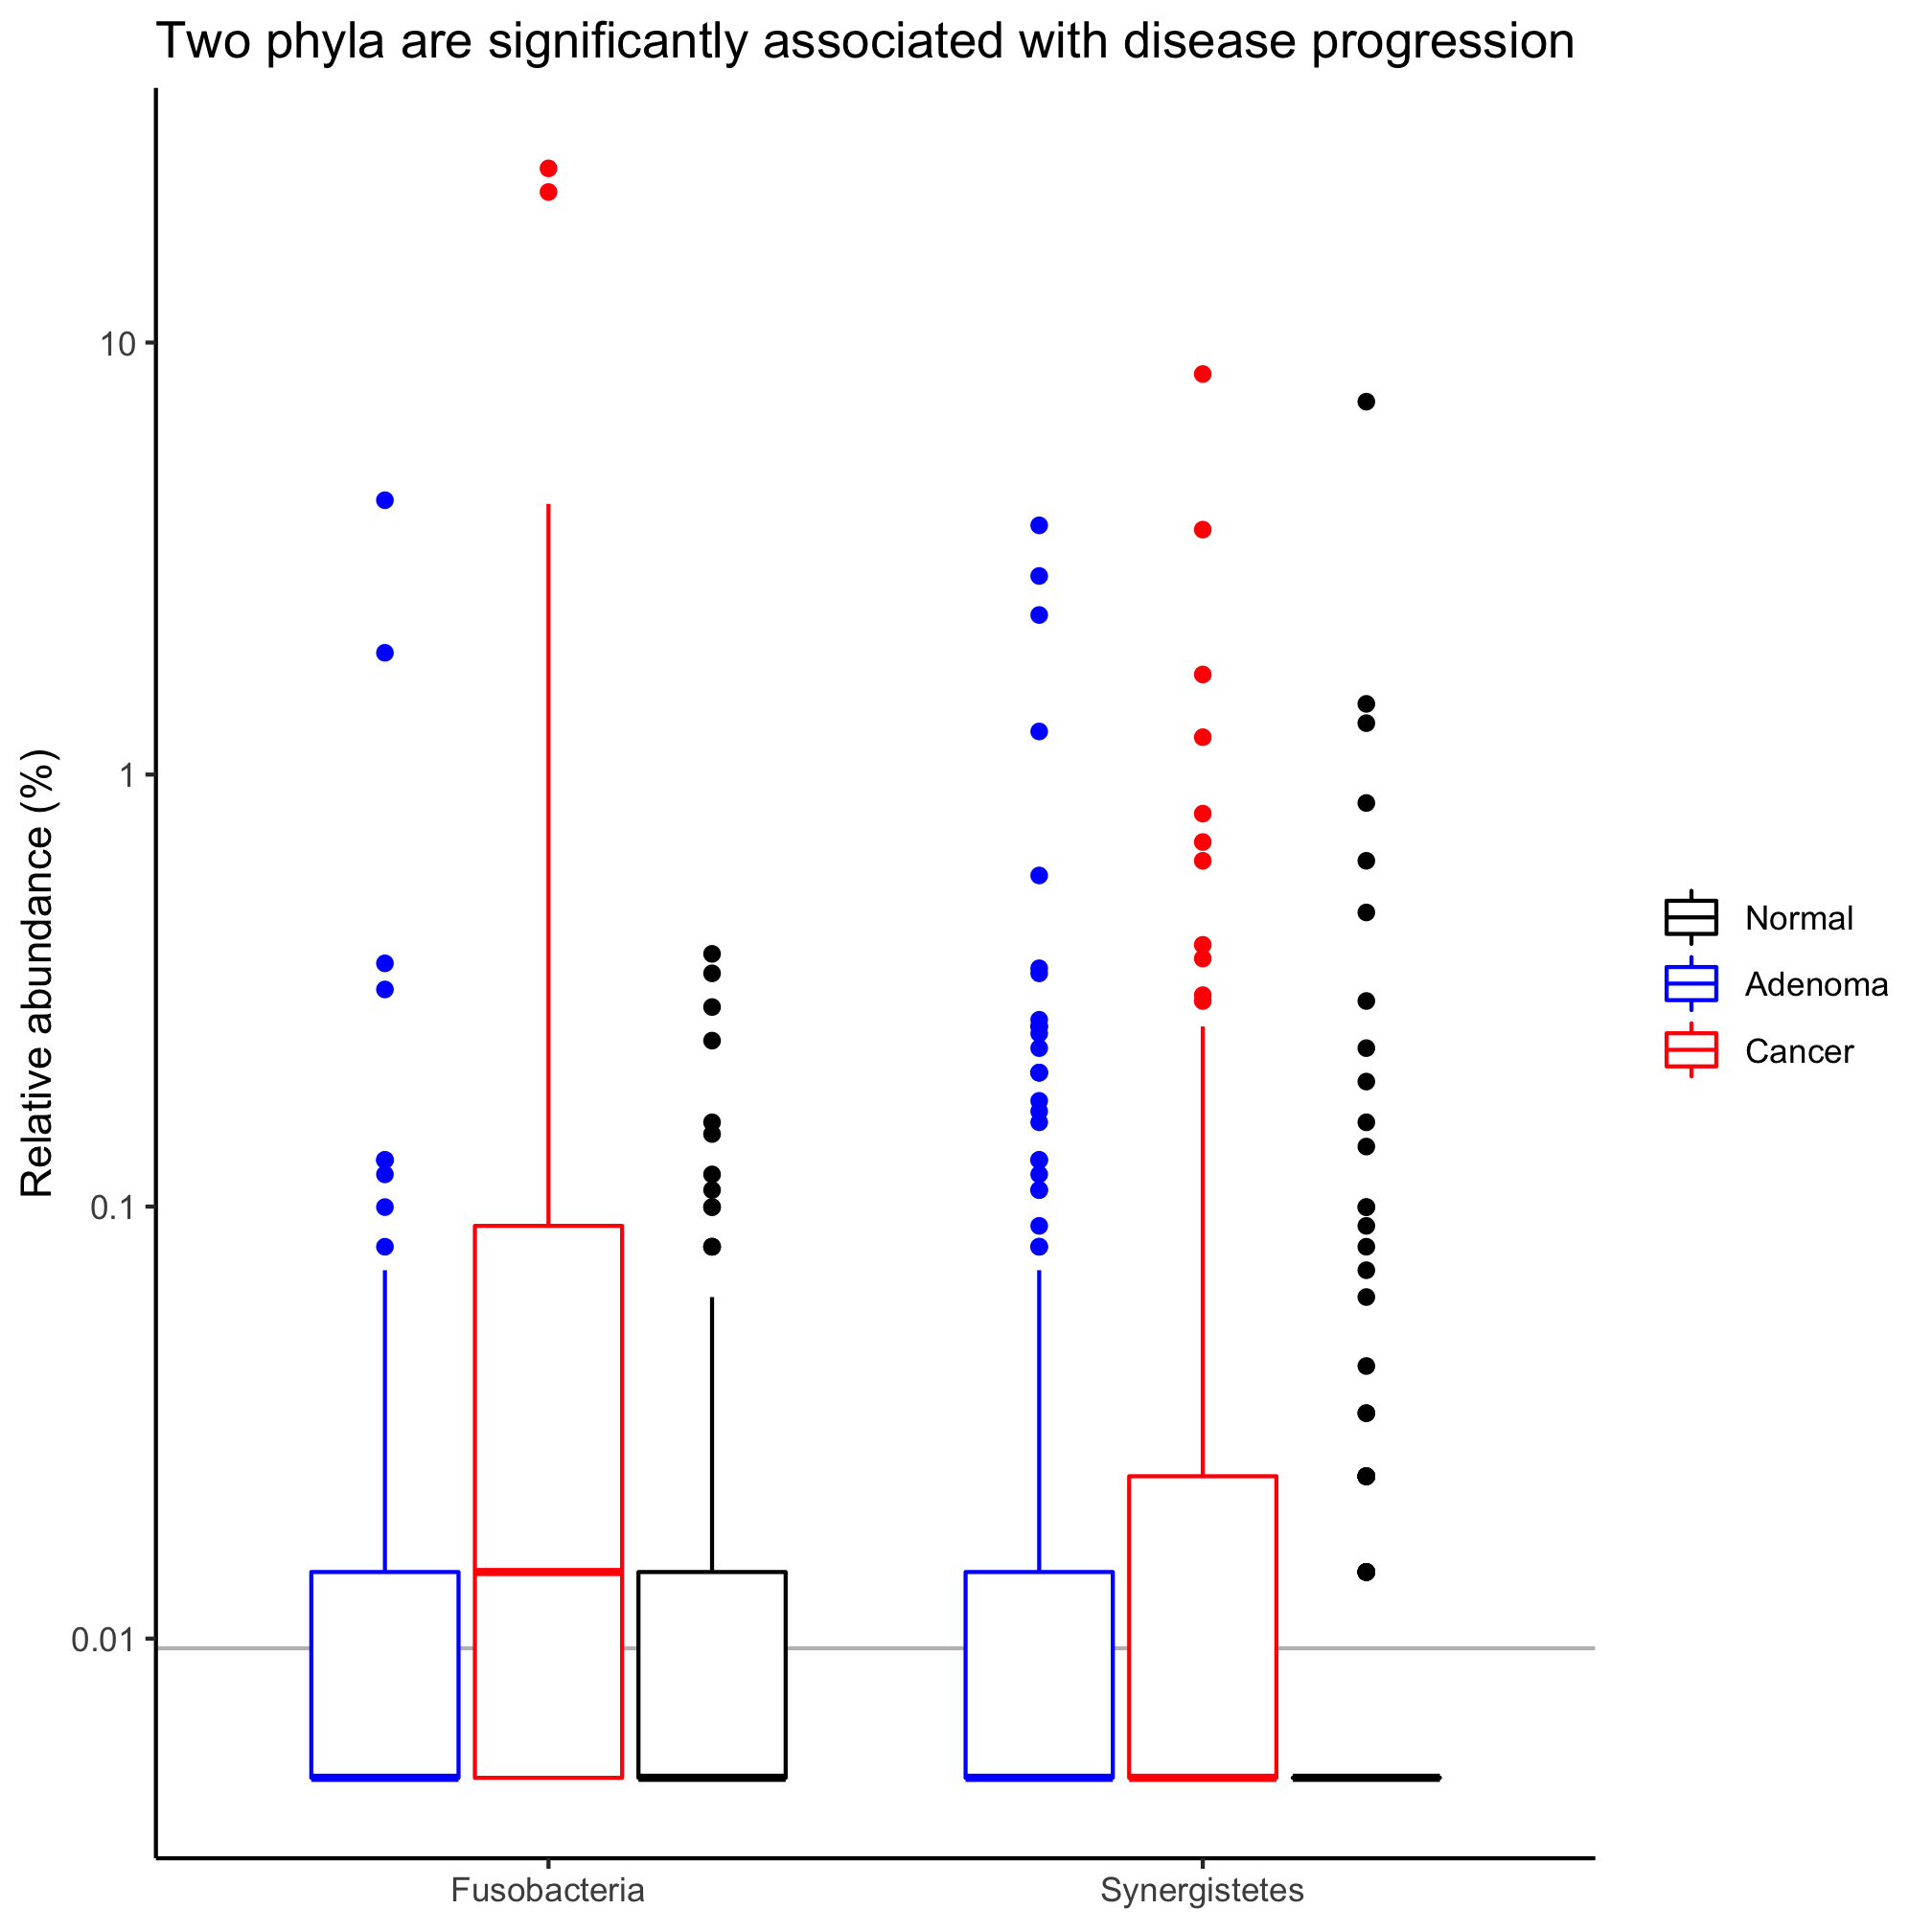 Two phyla are significantly associated with disease progression
Relative abundance (%)
10
1
0.1
0.01
Fusobacteria
Synergistetes
Normal
Adenoma
Cancer